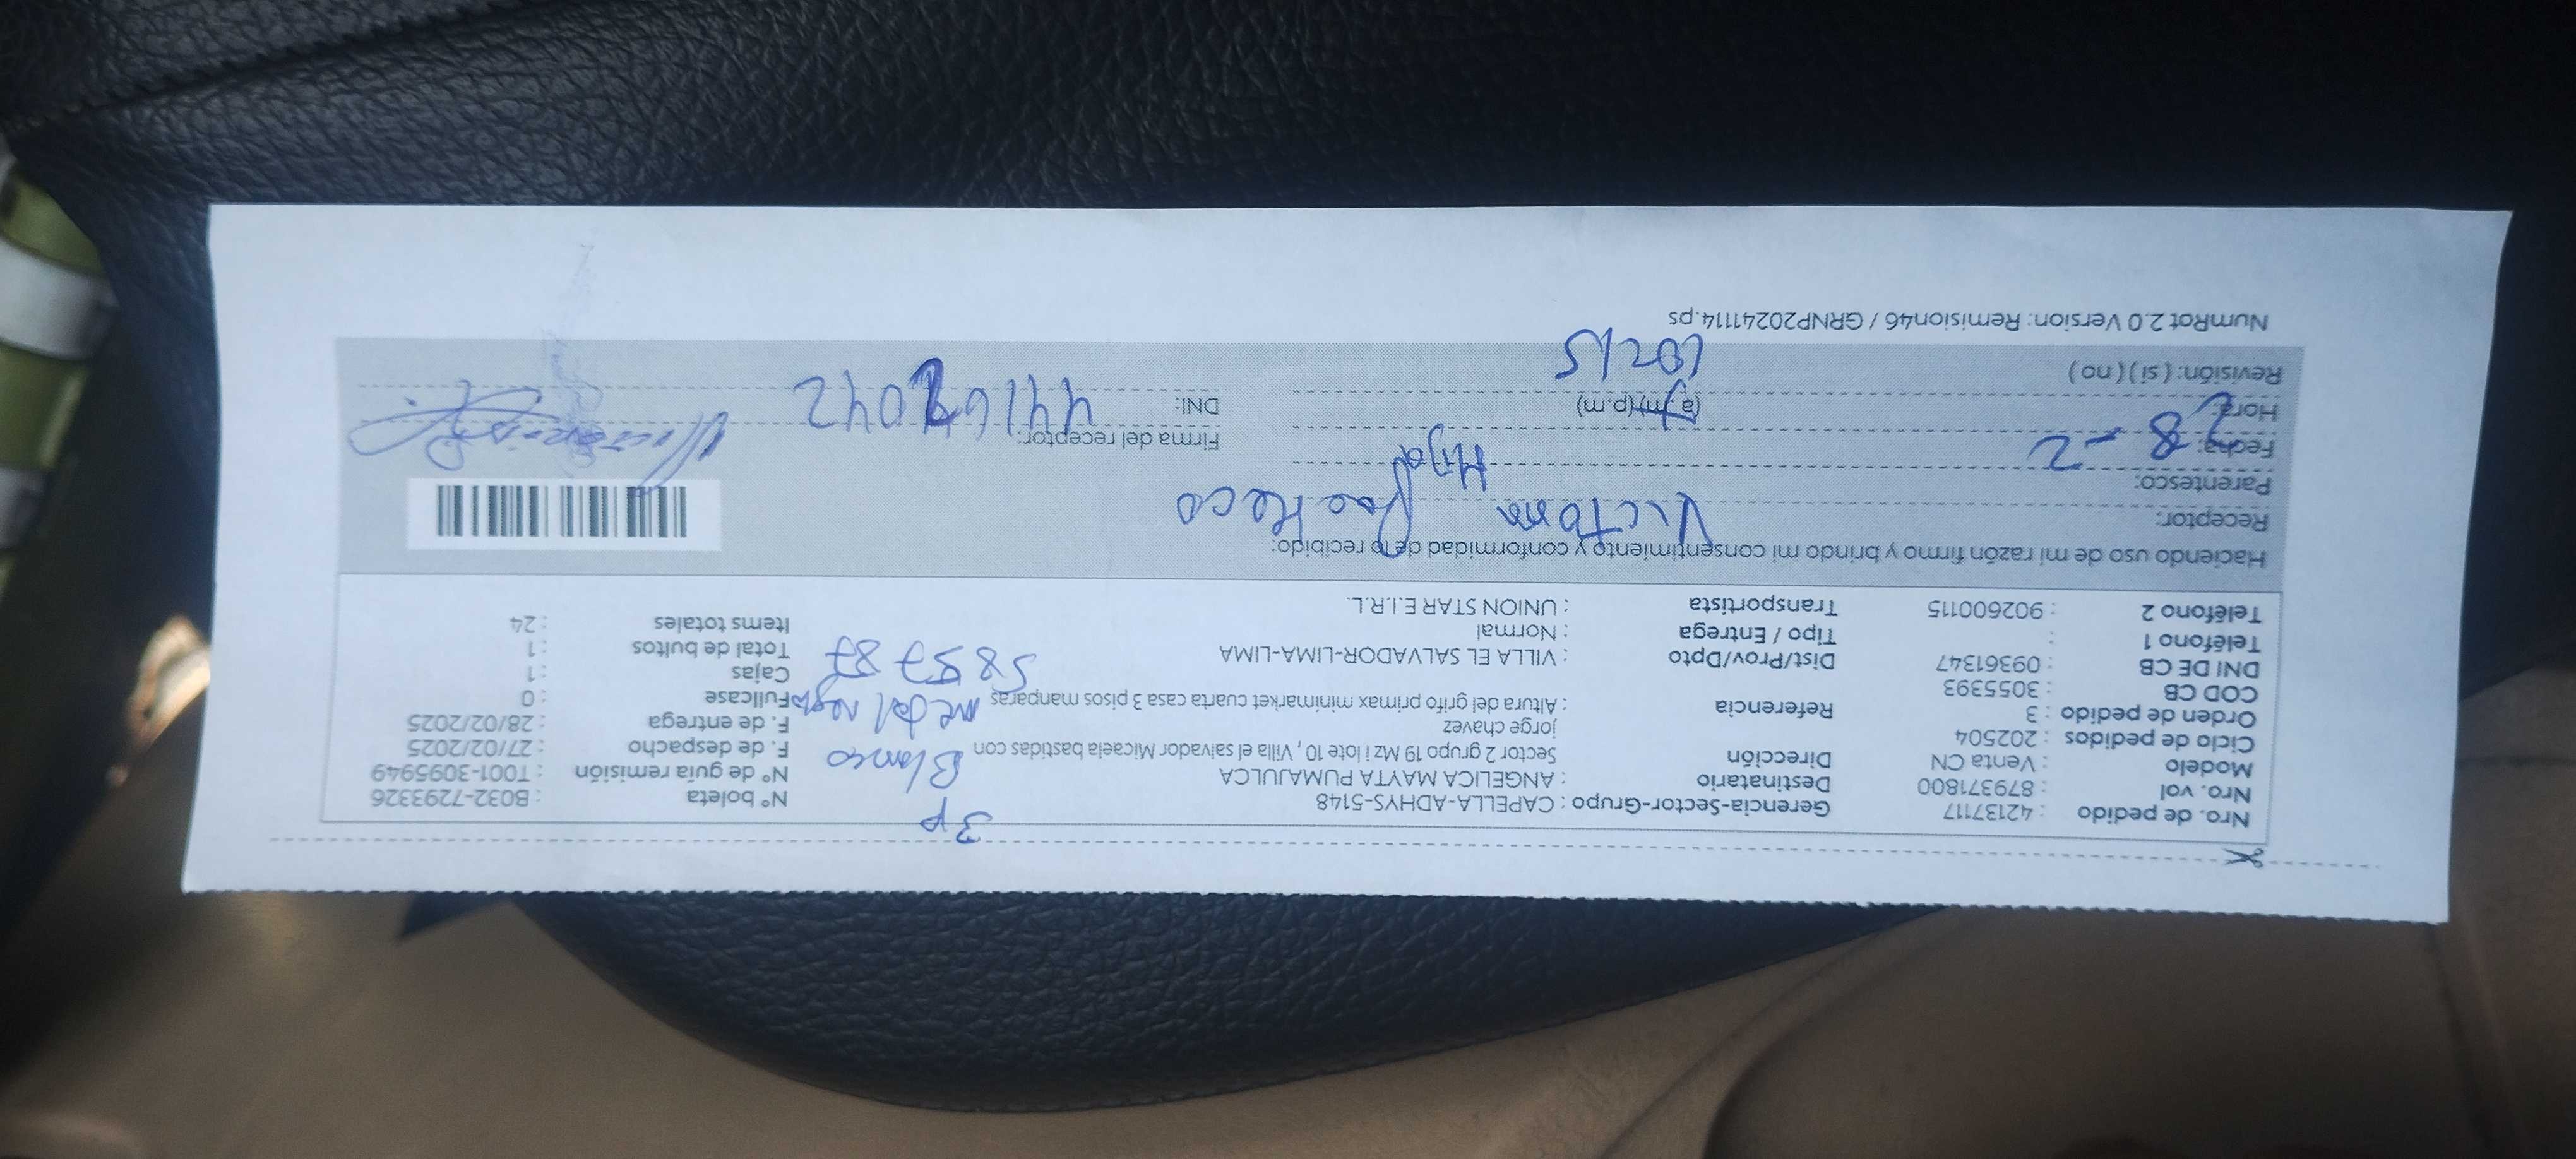 Nro. de pedido : 42137117
Nro. vol : 879371800
Modelo : Venta CN
Ciclo de pedidos : 202504
Orden de pedido : 3
COD CB : 3055393
DNI DE CB : 09361347
Teléfono 1 :
Teléfono 2 : 902600115
Gerencia-Sector-Grupo : CAPELLA-ADHYS-5148
Destinatario : ANGELICA MAYTA PUMAJULCA
Dirección Sector 2 grupo 19 Mz i lote 10 , Villa el salvador Micaela bastidas con
jorge chavez
Referencia : Altura del grifo primax minimarket cuarta casa 3 pisos manparas
Dist/Prov/Dpto : VILLA EL SALVADOR-LIMA-LIMA
Tipo / Entrega : Normal
Transportista : UNION STAR E.I.R.L.
3p
Blanco
metal negro
589787
N° boleta : B032-7293326
N° de guía remisión : T001-3095949
F. de despacho : 27/02/2025
F. de entrega : 28/02/2025
Fullcase : 0
Cajas : 1
Total de bultos : 1
Items totales : 24
Haciendo uso de mi razón firmo y brindo mi consentimiento y conformidad de lo recibido:
Receptor: Victoria Pacheco
Parentesco: Hija
Fecha: 28-2
Hora: (a.m)(p.m)
Revisión: ( si ) ( no )
Firma del receptor:
DNI:
NumRot 2.0 Version: Remision46 / GRNP20241114.ps